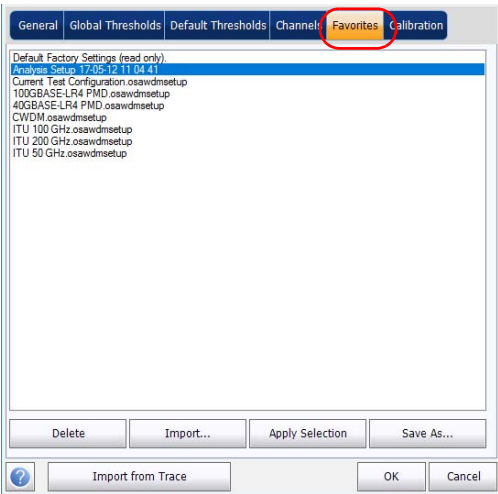 General Global Thresholds Default Thresholds Channels Favorites Calibration
Default Factory Settings (read only).
Analysis Setup 17-05-12 11 04 41
Current Test Configuration.osawdmsetup
100GBASE-LR4 PMD.osawdmsetup
40GBASE-LR4 PMD.osawdmsetup
CWDM.osawdmsetup
ITU 100 GHz.osawdmsetup
ITU 200 GHz.osawdmsetup
ITU 50 GHz.osawdmsetup
Delete Import... Apply Selection Save As...
? Import from Trace OK Cancel